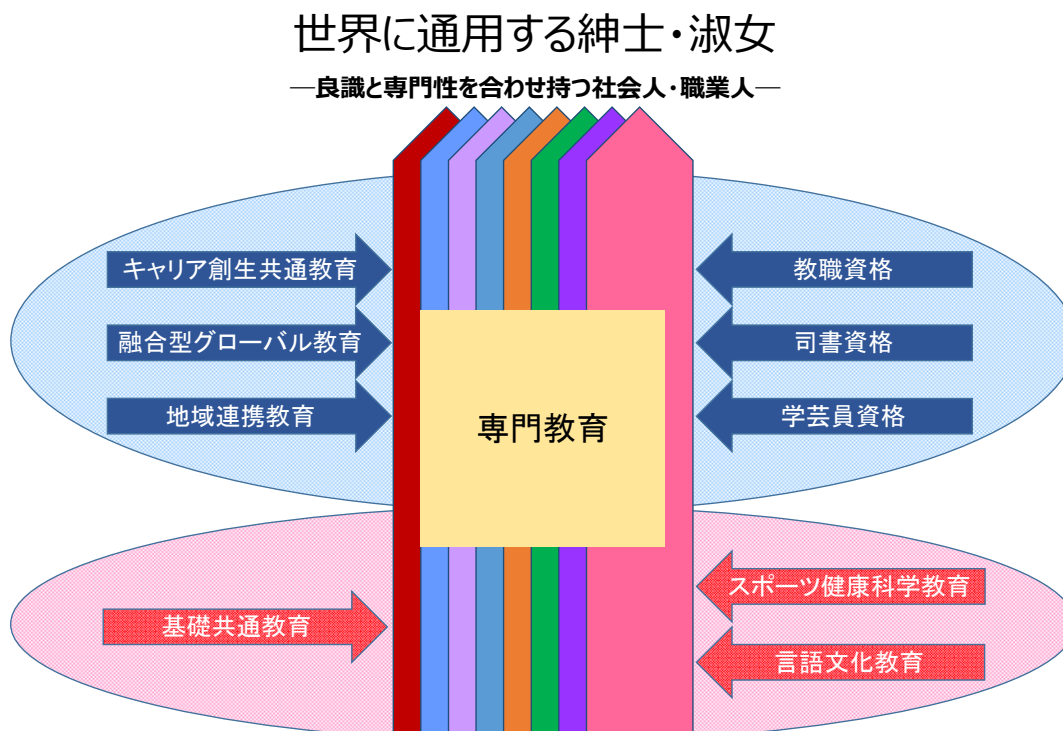 世界に通用する紳士・淑女
―良識と専門性を合わせ持つ社会人・職業人―
キャリア創生共通教育
融合型グローバル教育
地域連携教育
教職資格
司書資格
学芸員資格
専門教育
基礎共通教育
スポーツ健康科学教育
言語文化教育